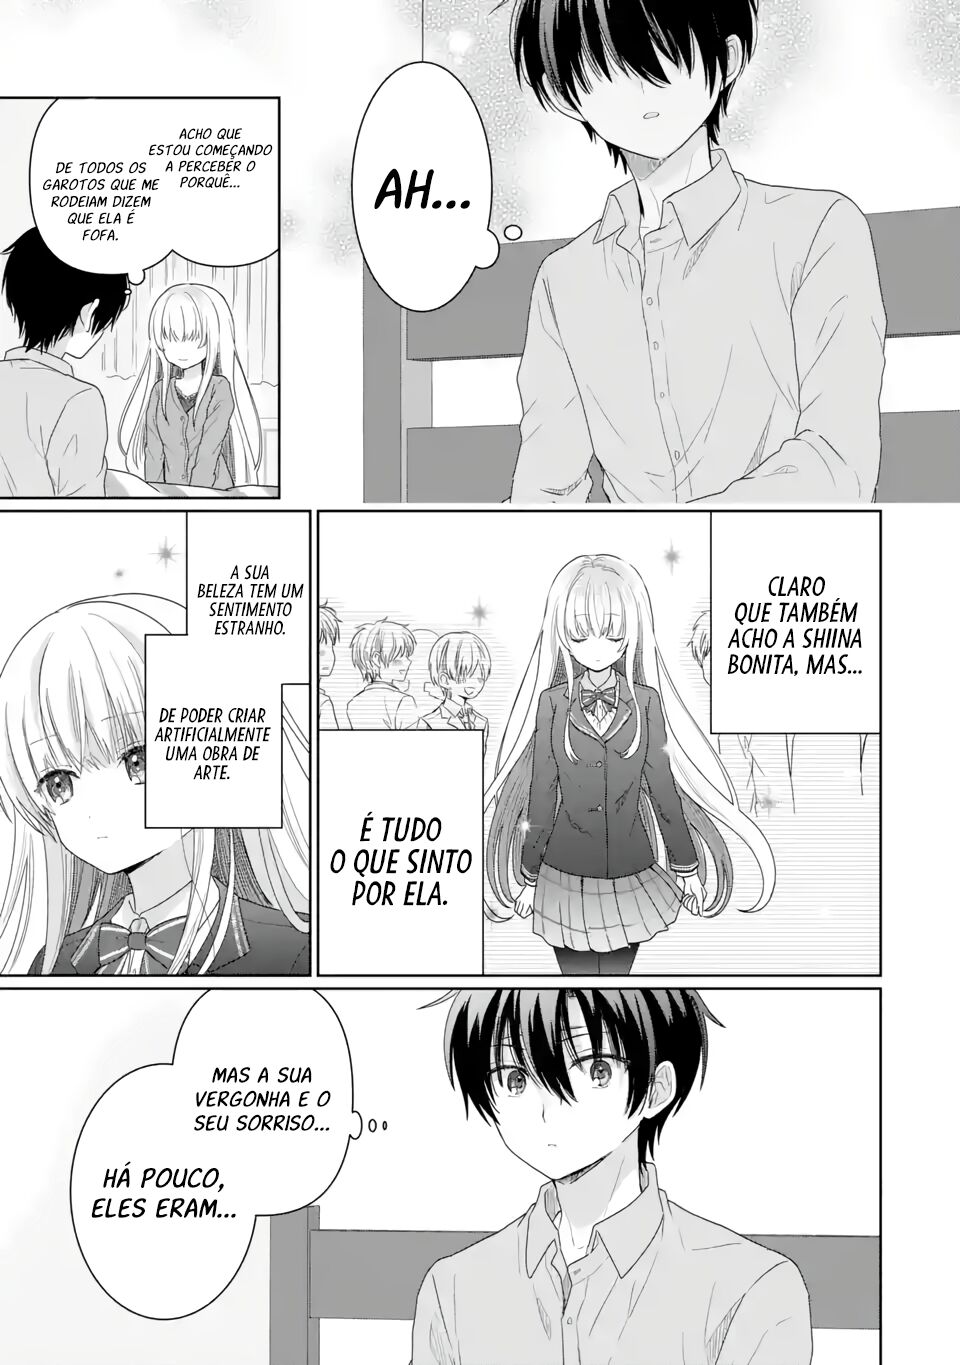 AH...
ACHO QUE
ESTOU COMEÇANDO
A PERCEBER O
PORQUÊ...
DE TODOS OS
GAROTOS QUE ME
RODEIAM DIZEM
QUE ELA É
FOFA.
CLARO
QUE TAMBÉM
ACHO A SHIINA
BONITA, MAS...
É TUDO
O QUE SINTO
POR ELA.
A SUA
BELEZA TEM UM
SENTIMENTO
ESTRANHO.
DE PODER CRIAR
ARTIFICIALMENTE
UMA OBRA DE
ARTE.
MAS A SUA
VERGONHA E O
SEU SORRISO...
HÁ POUCO,
ELES ERAM...